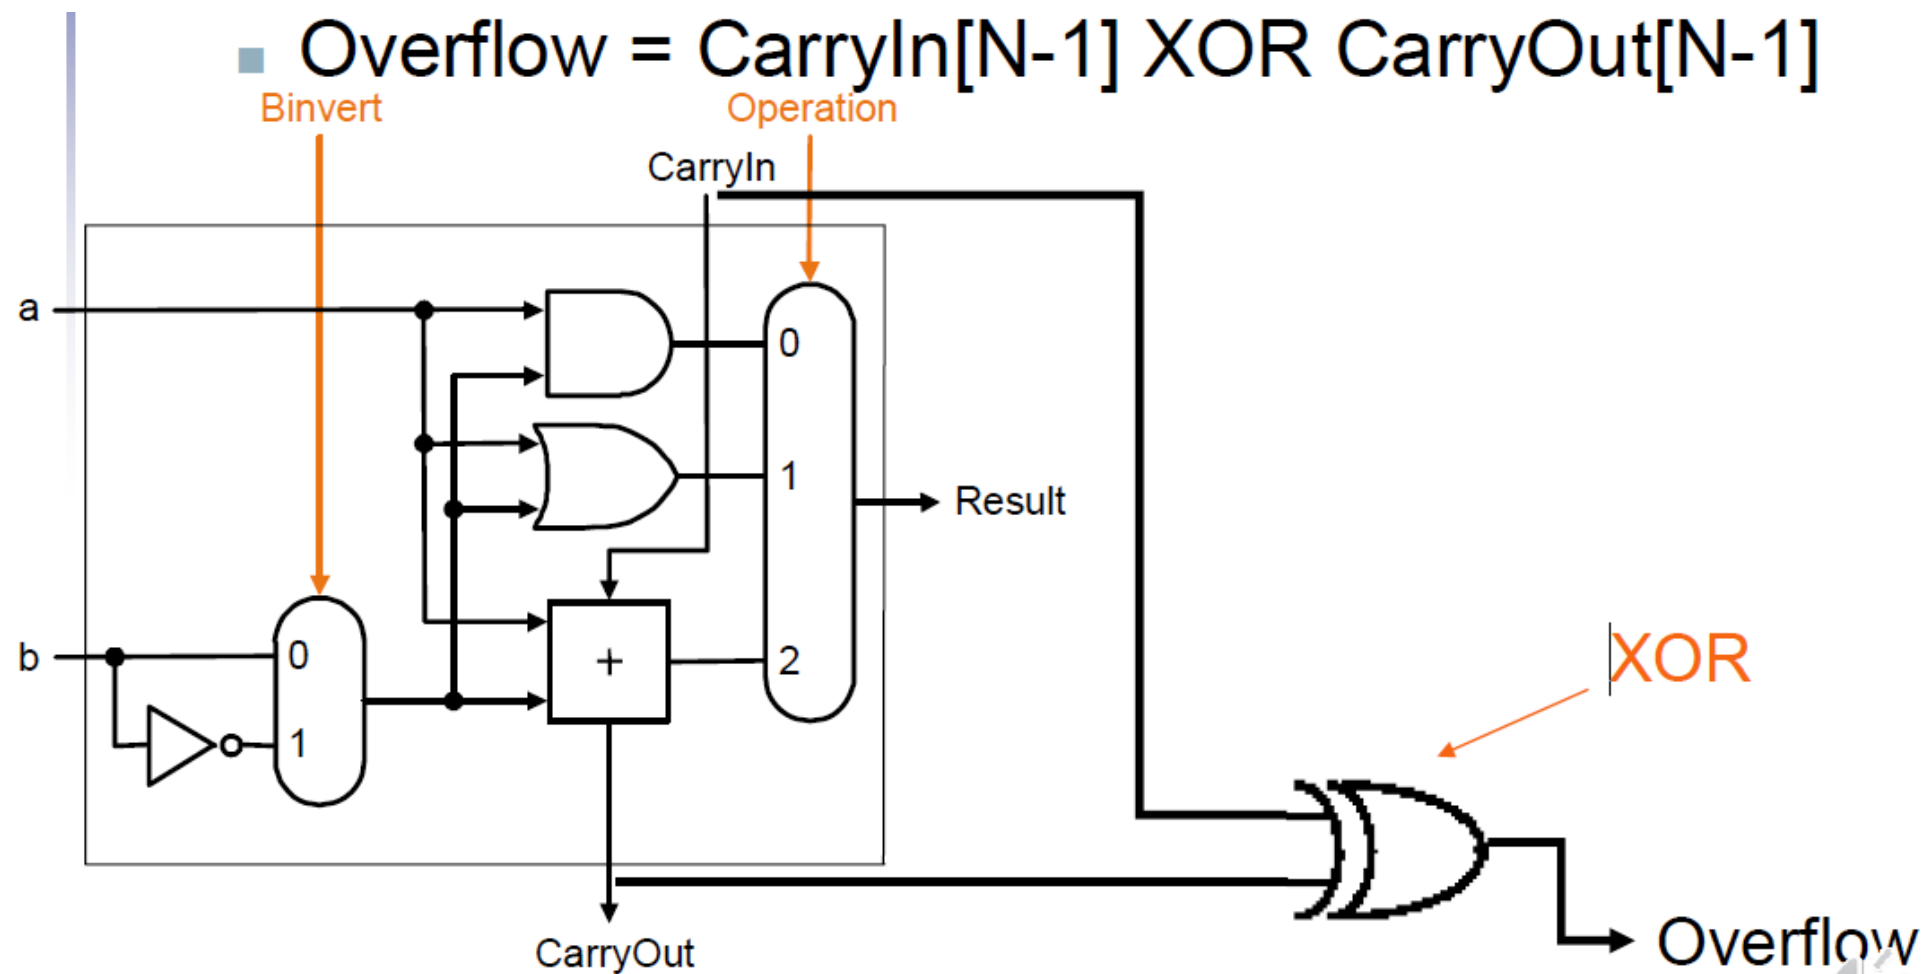 Overflow = CarryIn[N-1] XOR CarryOut[N-1]
Binvert
Operation
CarryIn
a
0
1
Result
+
2
b
0
1
XOR
CarryOut
Overflow